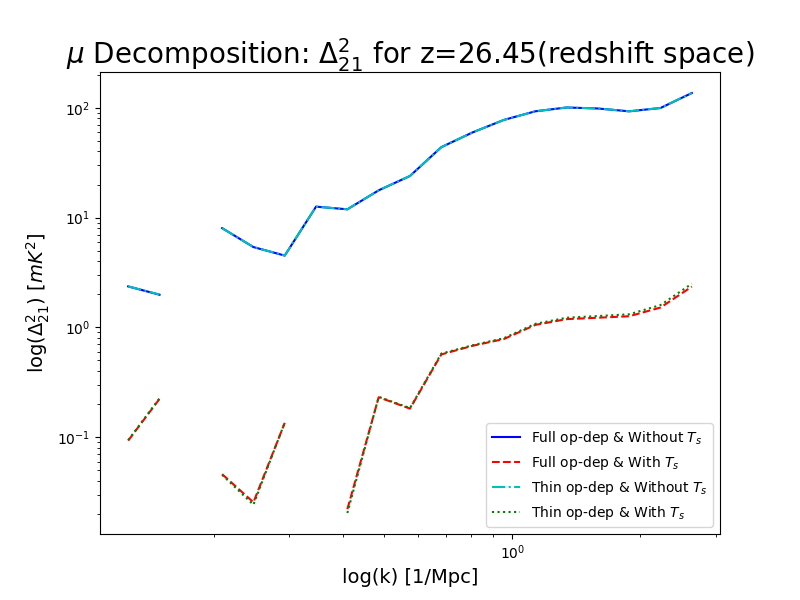 μ Decomposition: Δ²₂₁ for z=26.45(redshift space)
log(Δ²₂₁) [mK²]
10²
10¹
10⁰
10⁻¹
Full op-dep & Without Tₛ
Full op-dep & With Tₛ
Thin op-dep & Without Tₛ
Thin op-dep & With Tₛ
10⁰
log(k) [1/Mpc]